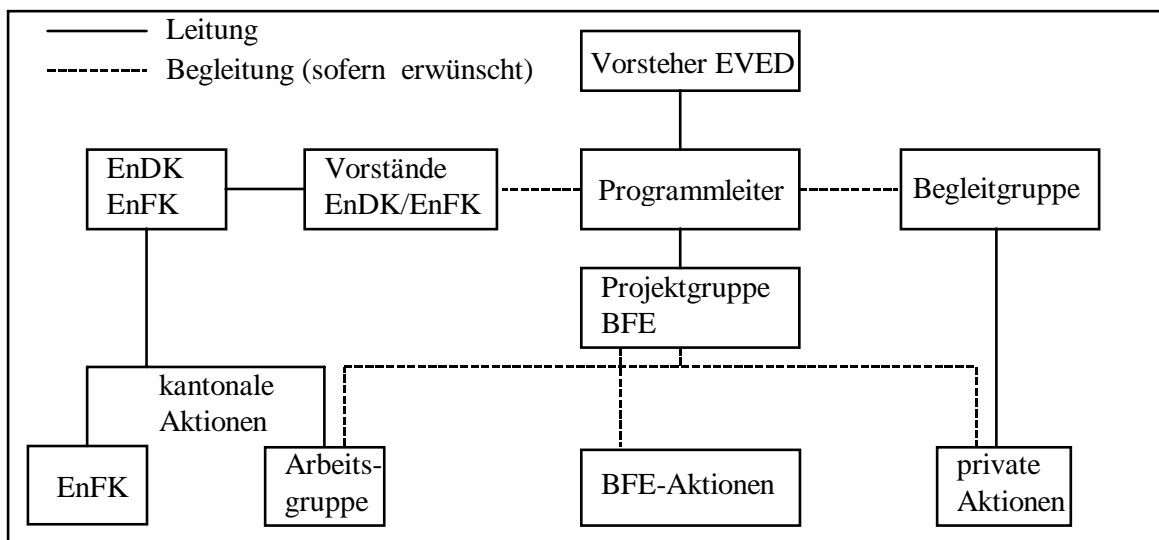 Leitung
Begleitung (sofern erwünscht)
Vorsteher EVED
EnDK
EnFK
Vorstände
EnDK/EnFK
Programmleiter
Begleitgruppe
Projektgruppe
BFE
kantonale
Aktionen
EnFK
Arbeits-
gruppe
BFE-Aktionen
private
Aktionen